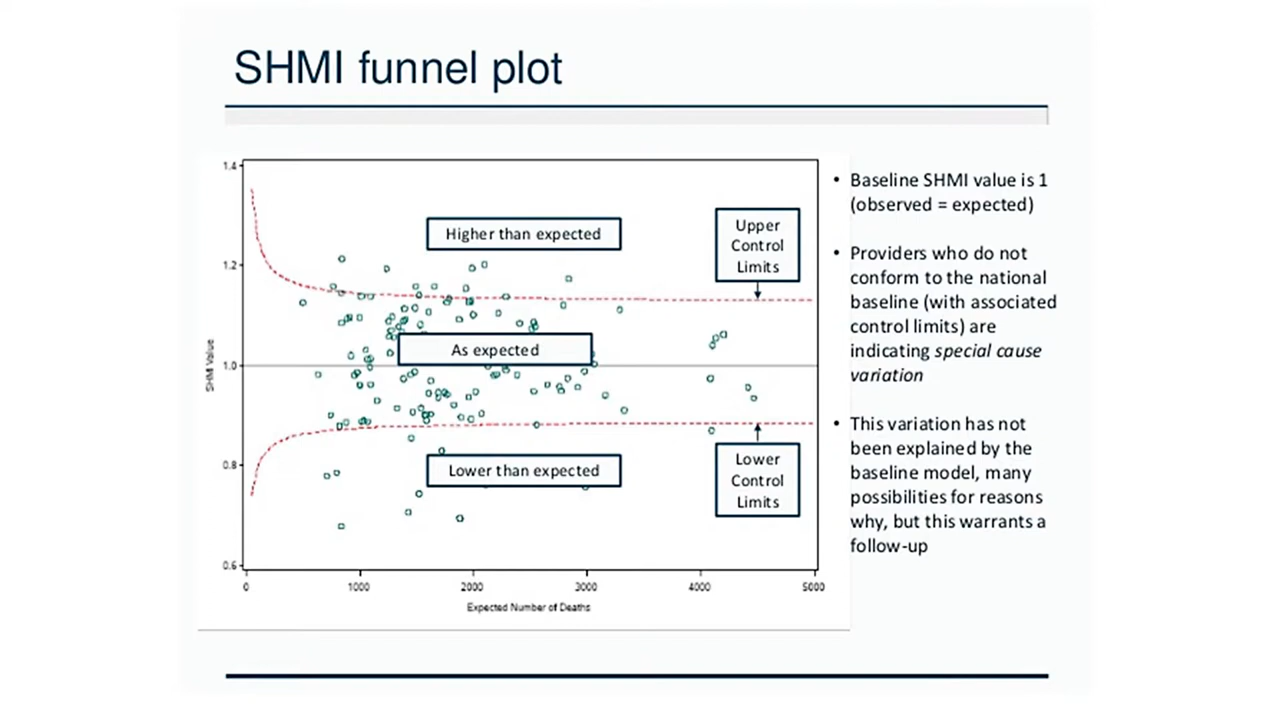 SHMI funnel plot
1.4
1.2
1.0
0.8
0.6
SHMI Value
0
1000
2000
3000
4000
5000
Expected Number of Deaths
Higher than expected
As expected
Lower than expected
Upper
Control
Limits
Lower
Control
Limits
• Baseline SHMI value is 1
(observed = expected)
• Providers who do not
conform to the national
baseline (with associated
control limits) are
indicating special cause
variation
• This variation has not
been explained by the
baseline model, many
possibilities for reasons
why, but this warrants a
follow-up